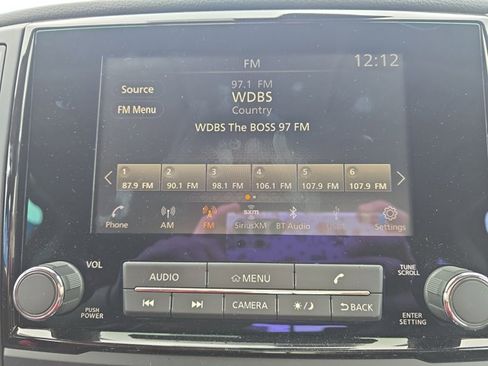 FM 12:12
97.1 FM
Source
WDBS
FM Menu
Country
WDBS The BOSS 97 FM
1 2 3 4 5 6
87.9 FM 90.1 FM 98.1 FM 106.1 FM 107.9 FM 107.9 FM
sxm
Phone AM FM SiriusXM BT Audio USB Settings
VOL
AUDIO MENU
TUNE
SCROLL
PUSH
POWER
CAMERA BACK
ENTER
SETTING